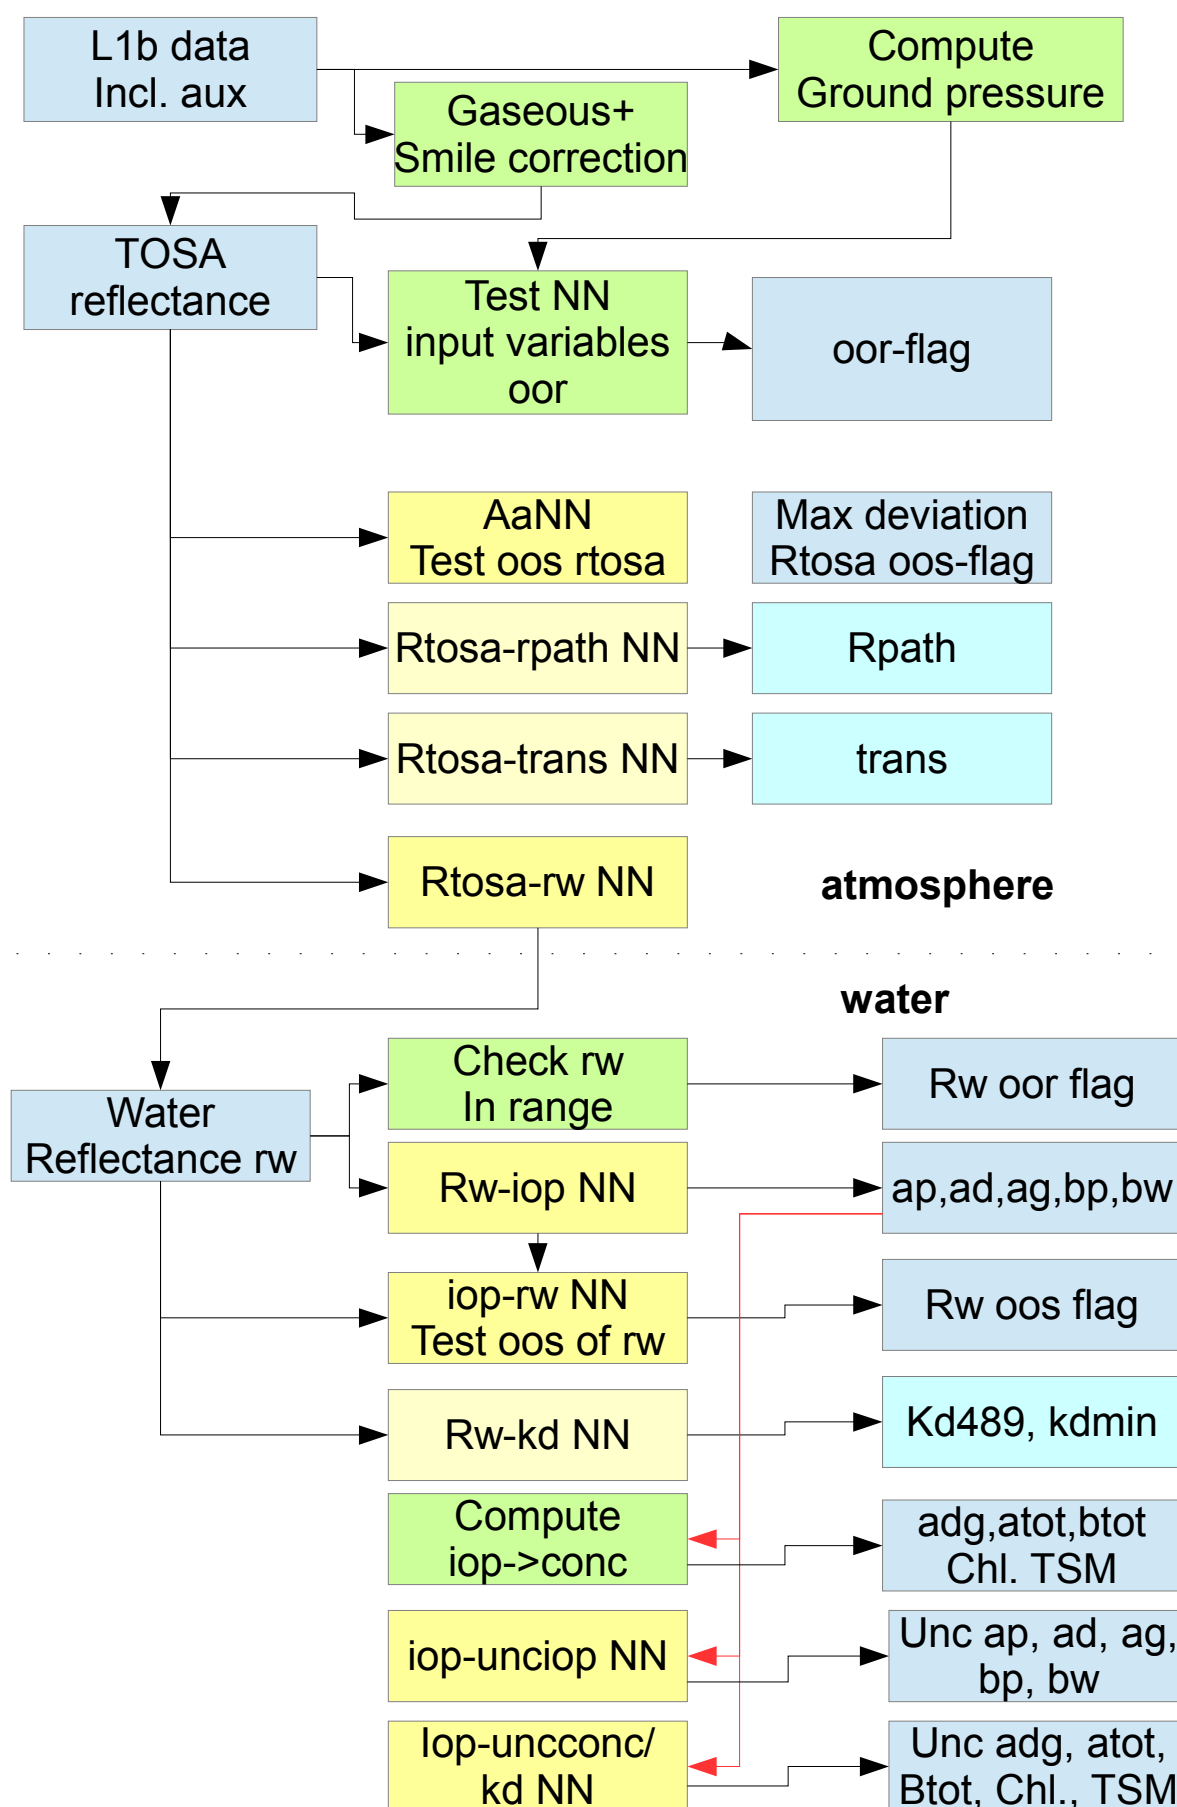 L1b data
Incl. aux
Compute
Ground pressure
Gaseous+
Smile correction
TOSA
reflectance
Test NN
input variables
oor
oor-flag
AaNN
Test oos rtosa
Max deviation
Rtosa oos-flag
Rtosa-rpath NN
Rpath
Rtosa-trans NN
trans
Rtosa-rw NN
atmosphere
water
Check rw
In range
Rw oor flag
Water
Reflectance rw
Rw-iop NN
ap,ad,ag,bp,bw
iop-rw NN
Test oos of rw
Rw oos flag
Rw-kd NN
Kd489, kdmin
Compute
iop->conc
adg,atot,btot
Chl. TSM
iop-unciop NN
Unc ap, ad, ag,
bp, bw
Iop-uncconc/
kd NN
Unc adg, atot,
Btot, Chl., TSM